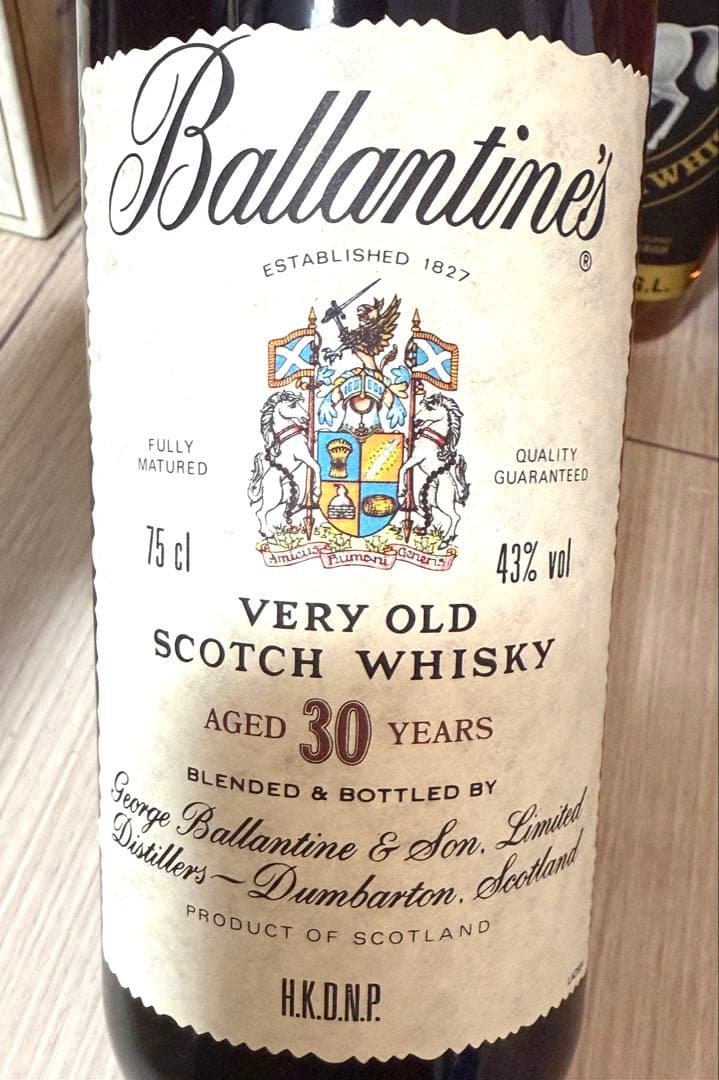 Ballantine's
®
ESTABLISHED 1827
FULLY
MATURED
QUALITY
GUARANTEED
75 cl
43% vol
Amicus Humani Generis
VERY OLD
SCOTCH WHISKY
AGED 30 YEARS
BLENDED & BOTTLED BY
George Ballantine & Son, Limited
Distillers — Dumbarton, Scotland
PRODUCT OF SCOTLAND
H.K.D.N.P.